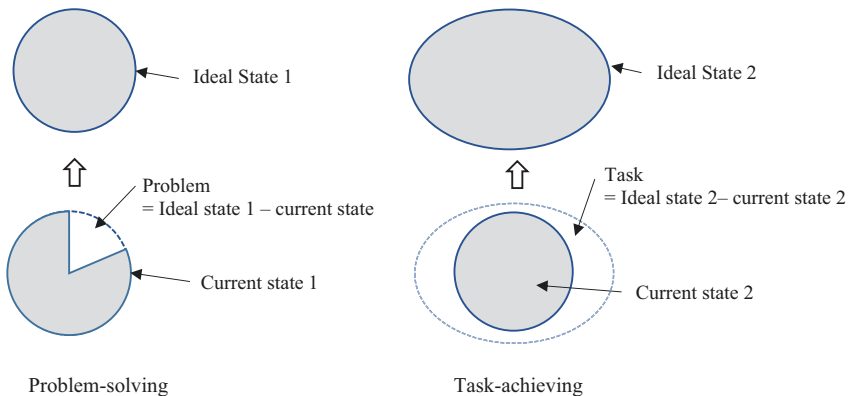 Ideal State 1
Problem
= Ideal state 1 – current state
Current state 1
Problem-solving
Ideal State 2
Task
= Ideal state 2– current state 2
Current state 2
Task-achieving